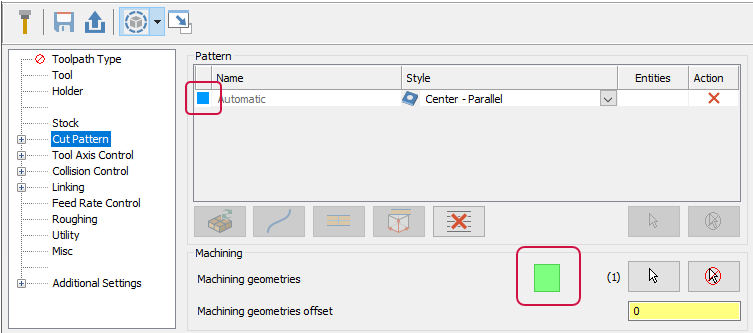 Toolpath Type
Tool
Holder
Stock
Cut Pattern
Tool Axis Control
Collision Control
Linking
Feed Rate Control
Roughing
Utility
Misc
Additional Settings
Pattern
Name Style Entities Action
Automatic Center - Parallel
Machining
Machining geometries (1)
Machining geometries offset 0